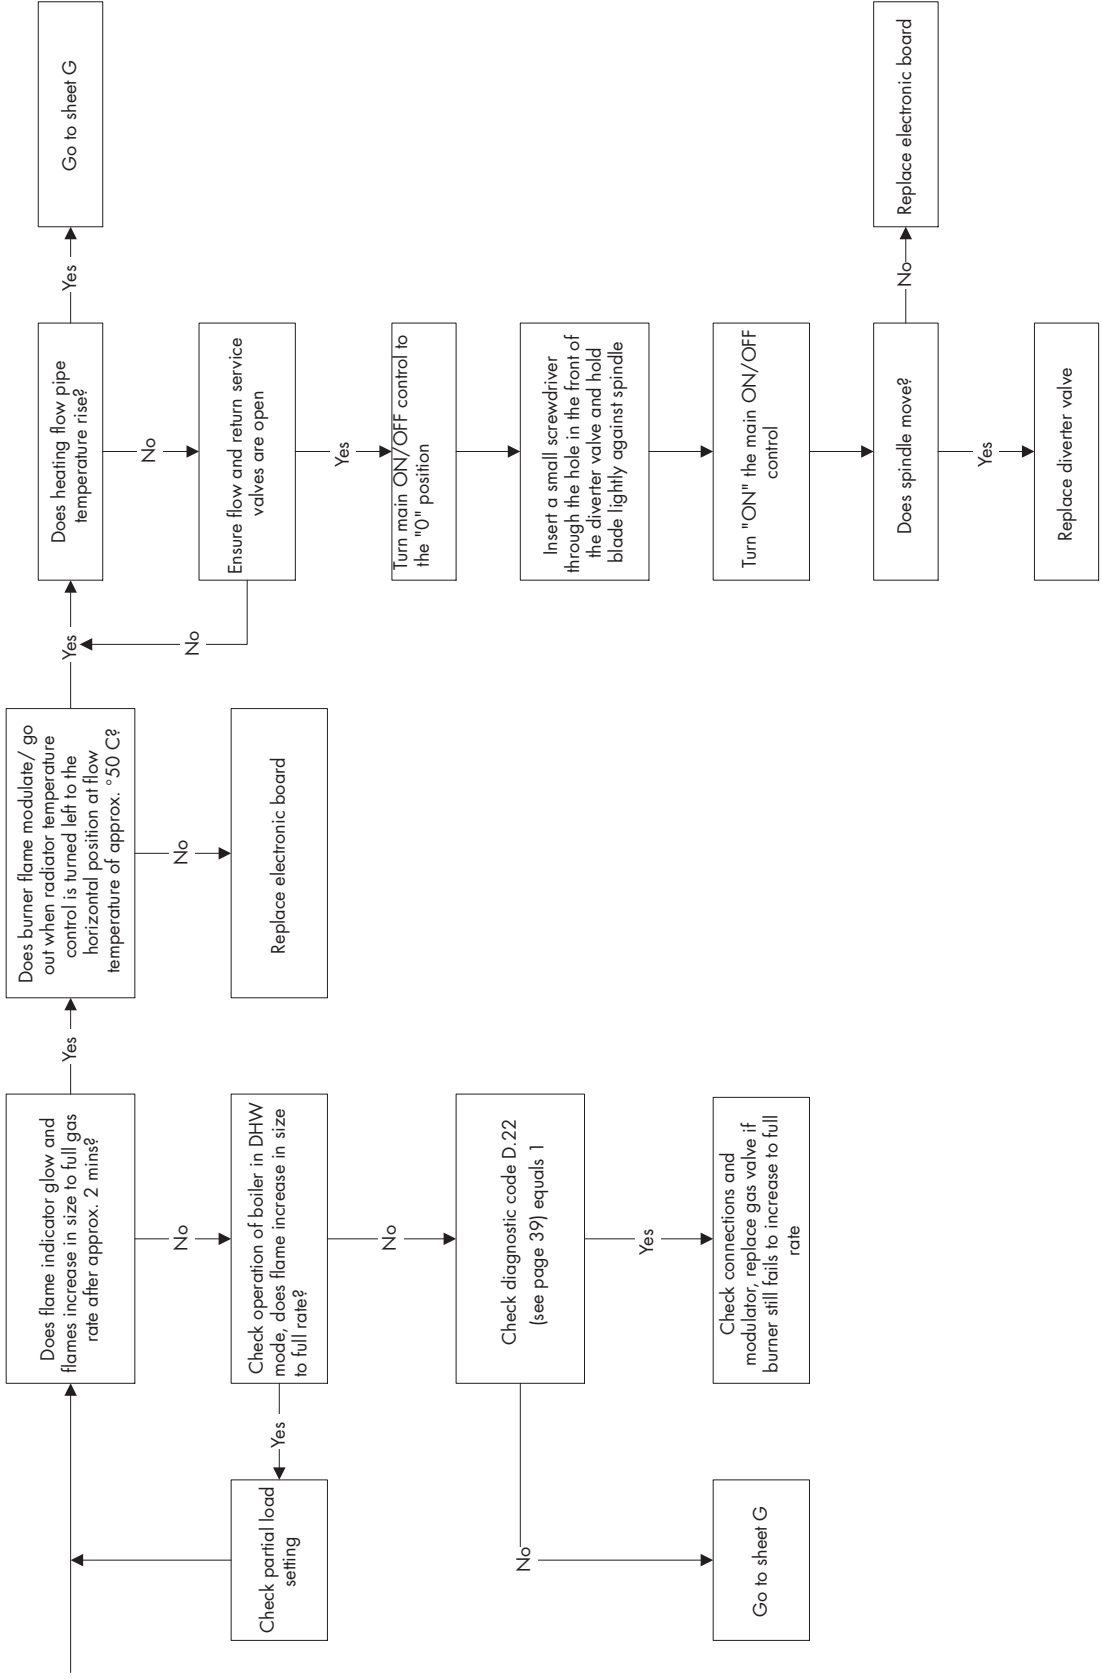 Does flame indicator glow and
flames increase in size to full gas
rate after approx. 2 mins?
Yes
No
Check operation of boiler in DHW
mode, does flame increase in size
to full rate?
Yes
Check partial load
setting
No
Check diagnostic code D.22
(see page 39) equals 1
No
Go to sheet G
Yes
Check connections and
modulator, replace gas valve if
burner still fails to increase to full
rate
Does burner flame modulate/ go
out when radiator temperature
control is turned left to the
horizontal position at flow
temperature of approx. °50 C?
Yes
No
Replace electronic board
Does heating flow pipe
temperature rise?
Yes
Go to sheet G
No
Ensure flow and return service
valves are open
No
Yes
Turn main ON/OFF control to
the "0" position
Insert a small screwdriver
through the hole in the front of
the diverter valve and hold
blade lightly against spindle
Turn "ON" the main ON/OFF
control
Does spindle move?
No
Replace electronic board
Yes
Replace diverter valve